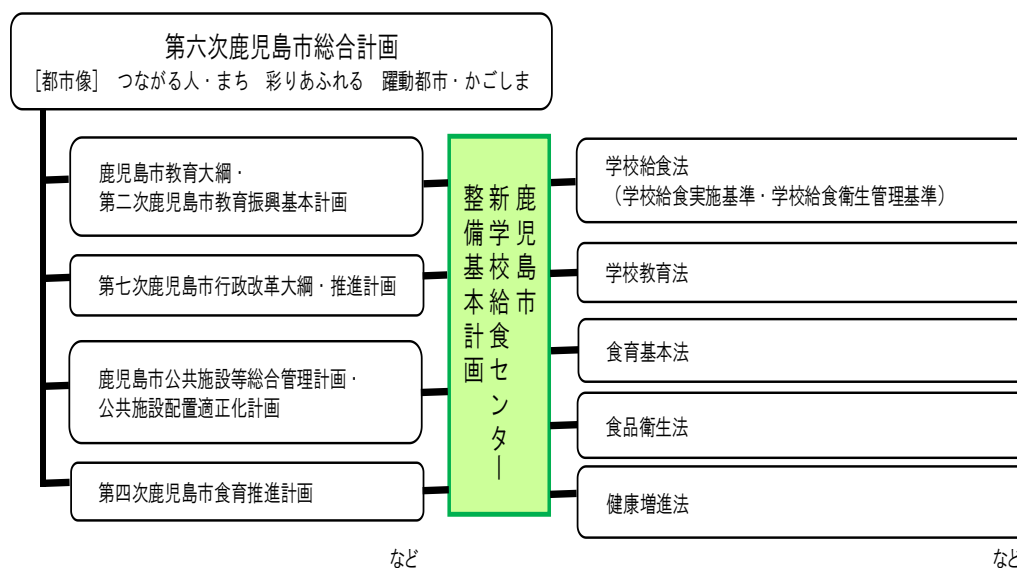 第六次鹿児島市総合計画
[都市像] つながる人・まち 彩りあふれる 躍動都市・かごしま
鹿児島市教育大綱・
第二次鹿児島市教育振興基本計画
第七次鹿児島市行政改革大綱・推進計画
鹿児島市公共施設等総合管理計画・
公共施設配置適正化計画
第四次鹿児島市食育推進計画
など
鹿児島市
新学校給食センター
整備基本計画
学校給食法
（学校給食実施基準・学校給食衛生管理基準）
学校教育法
食育基本法
食品衛生法
健康増進法
など